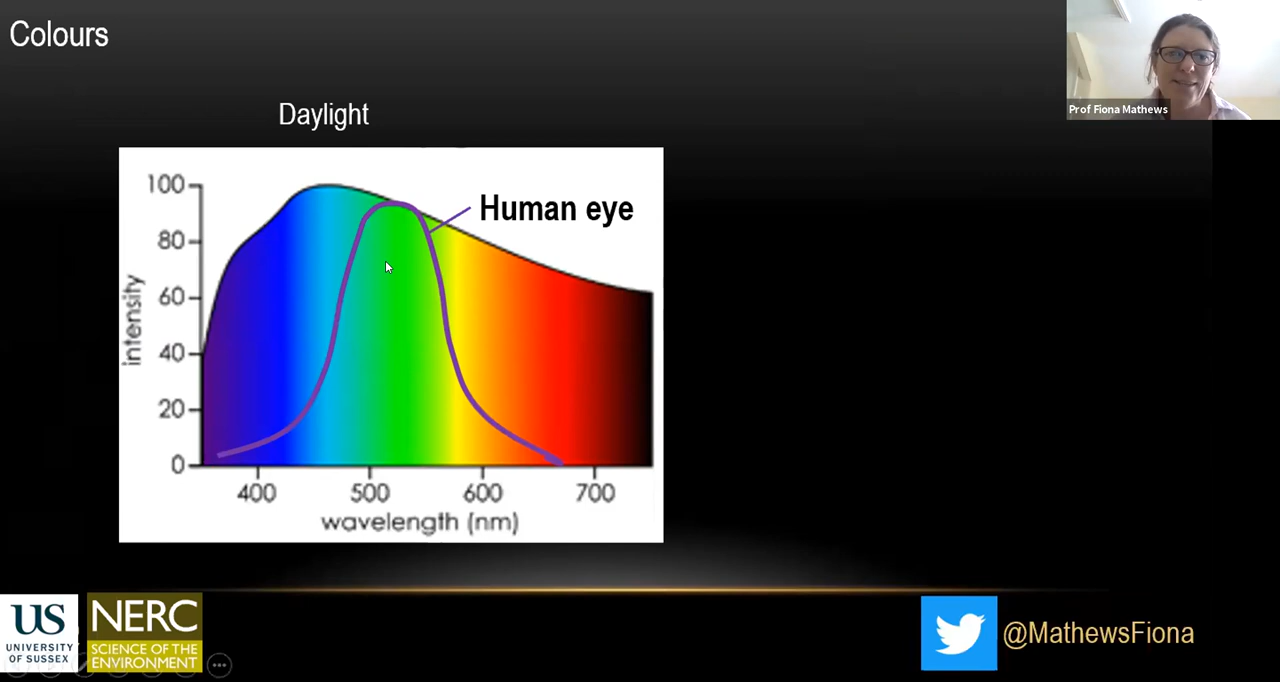 Colours
Prof Fiona Mathews
Daylight
Human eye
100
80
60
40
20
0
intensity
400 500 600 700
wavelength (nm)
US
UNIVERSITY
OF SUSSEX
NERC
SCIENCE OF THE
ENVIRONMENT
@MathewsFiona